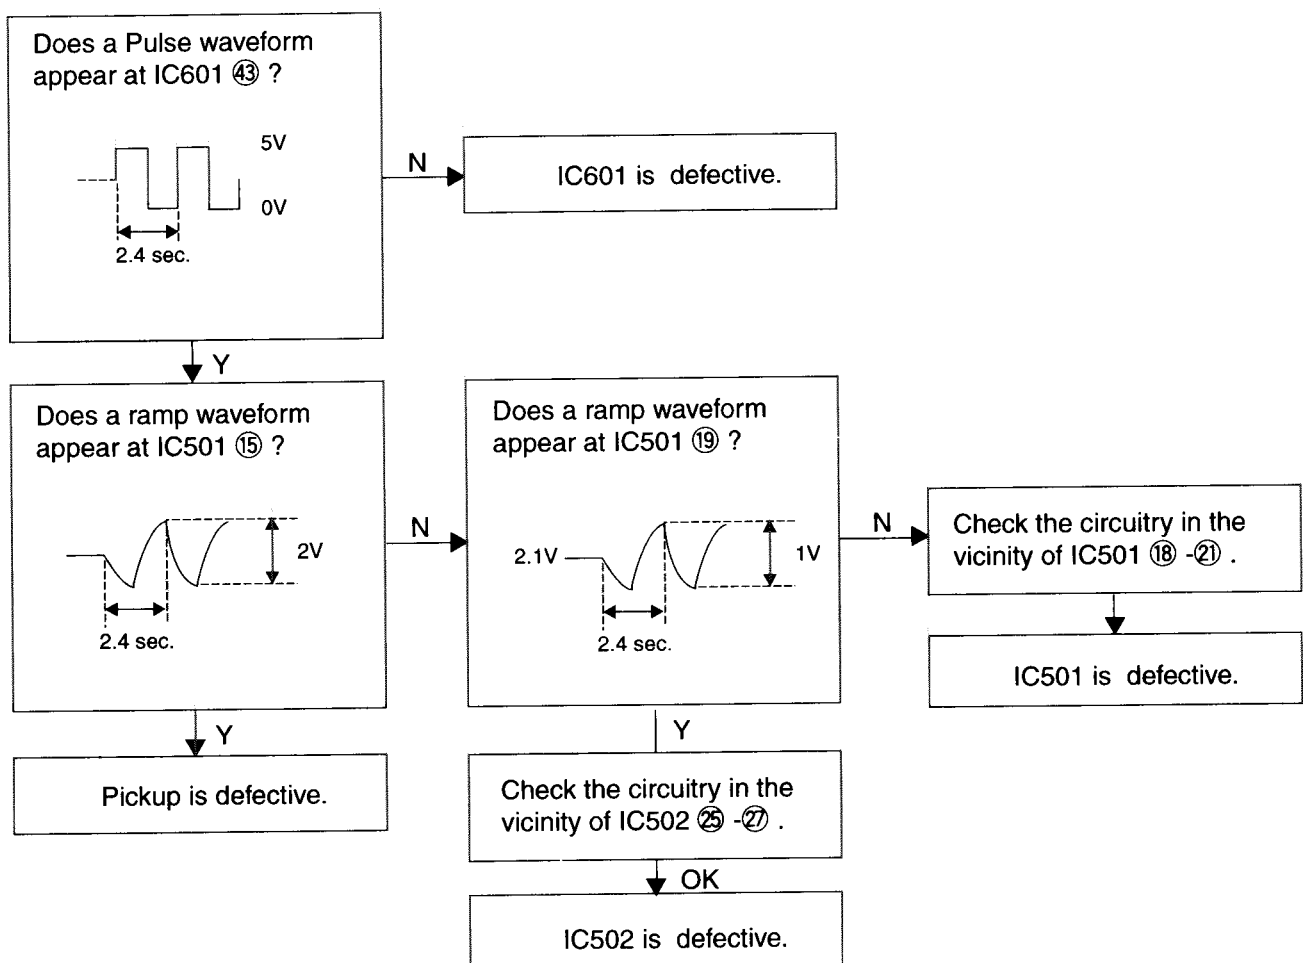 Does a Pulse waveform
appear at IC601 ㊸ ?
5V
0V
2.4 sec.
N
IC601 is defective.
Y
Does a ramp waveform
appear at IC501 ⑮ ?
2V
2.4 sec.
N
Does a ramp waveform
appear at IC501 ⑲ ?
2.1V
1V
2.4 sec.
N
Check the circuitry in the
vicinity of IC501 ⑱ -㉑ .
IC501 is defective.
Y
Pickup is defective.
Y
Check the circuitry in the
vicinity of IC502 ㉕ -㉗ .
OK
IC502 is defective.